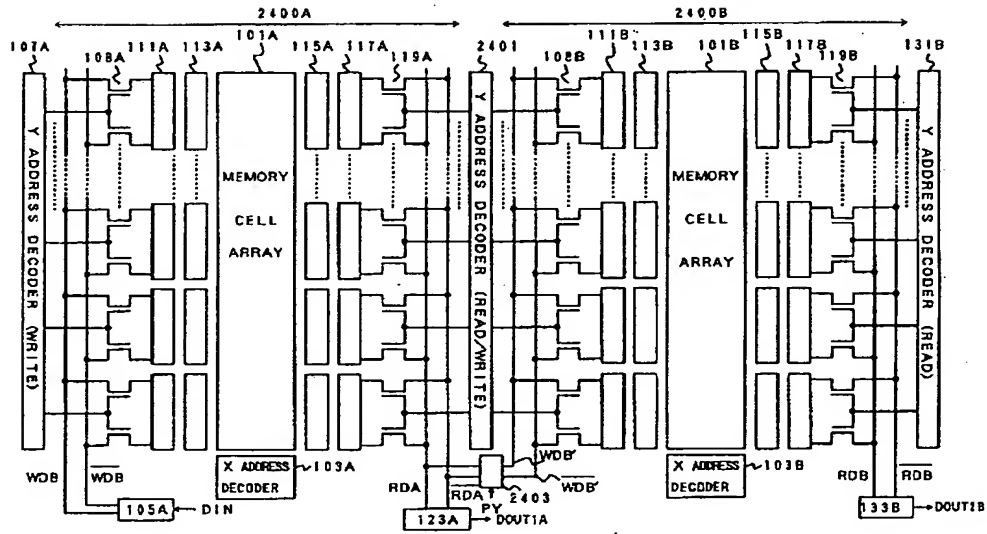 2400A
2400B
107A
108A
111A
113A
101A
115A
117A
119A
2401
108B
111B
113B
101B
115B
117B
119B
131B
Y ADDRESS DECODER (WRITE)
MEMORY
CELL
ARRAY
Y ADDRESS DECODER (READ/WRITE)
MEMORY
CELL
ARRAY
Y ADDRESS DECODER (READ)
WDB
WDB
X ADDRESS
DECODER
103A
RDA
RDA
PY
2403
WDB'
WDB'
X ADDRESS
DECODER
103B
RDB
RDB
105A
DIN
123A
DOUT1A
133B
DOUT1B